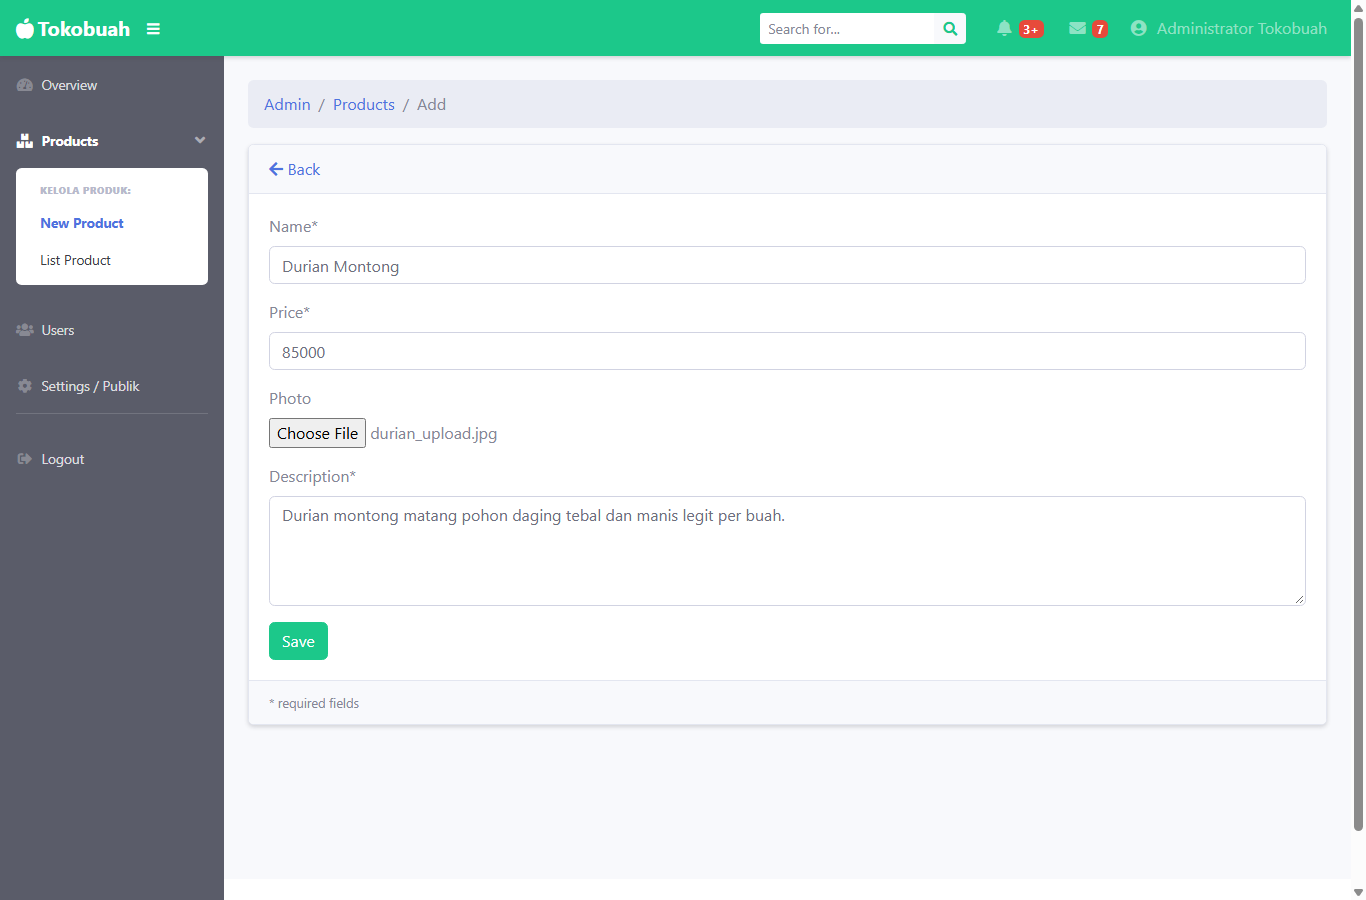 Tokobuah
Search for...
3+
7
Administrator Tokobuah
Overview
Products
KELOLA PRODUK:
New Product
List Product
Users
Settings / Publik
Logout
Admin / Products / Add
Back
Name*
Durian Montong
Price*
85000
Photo
Choose File durian_upload.jpg
Description*
Durian montong matang pohon daging tebal dan manis legit per buah.
Save
* required fields